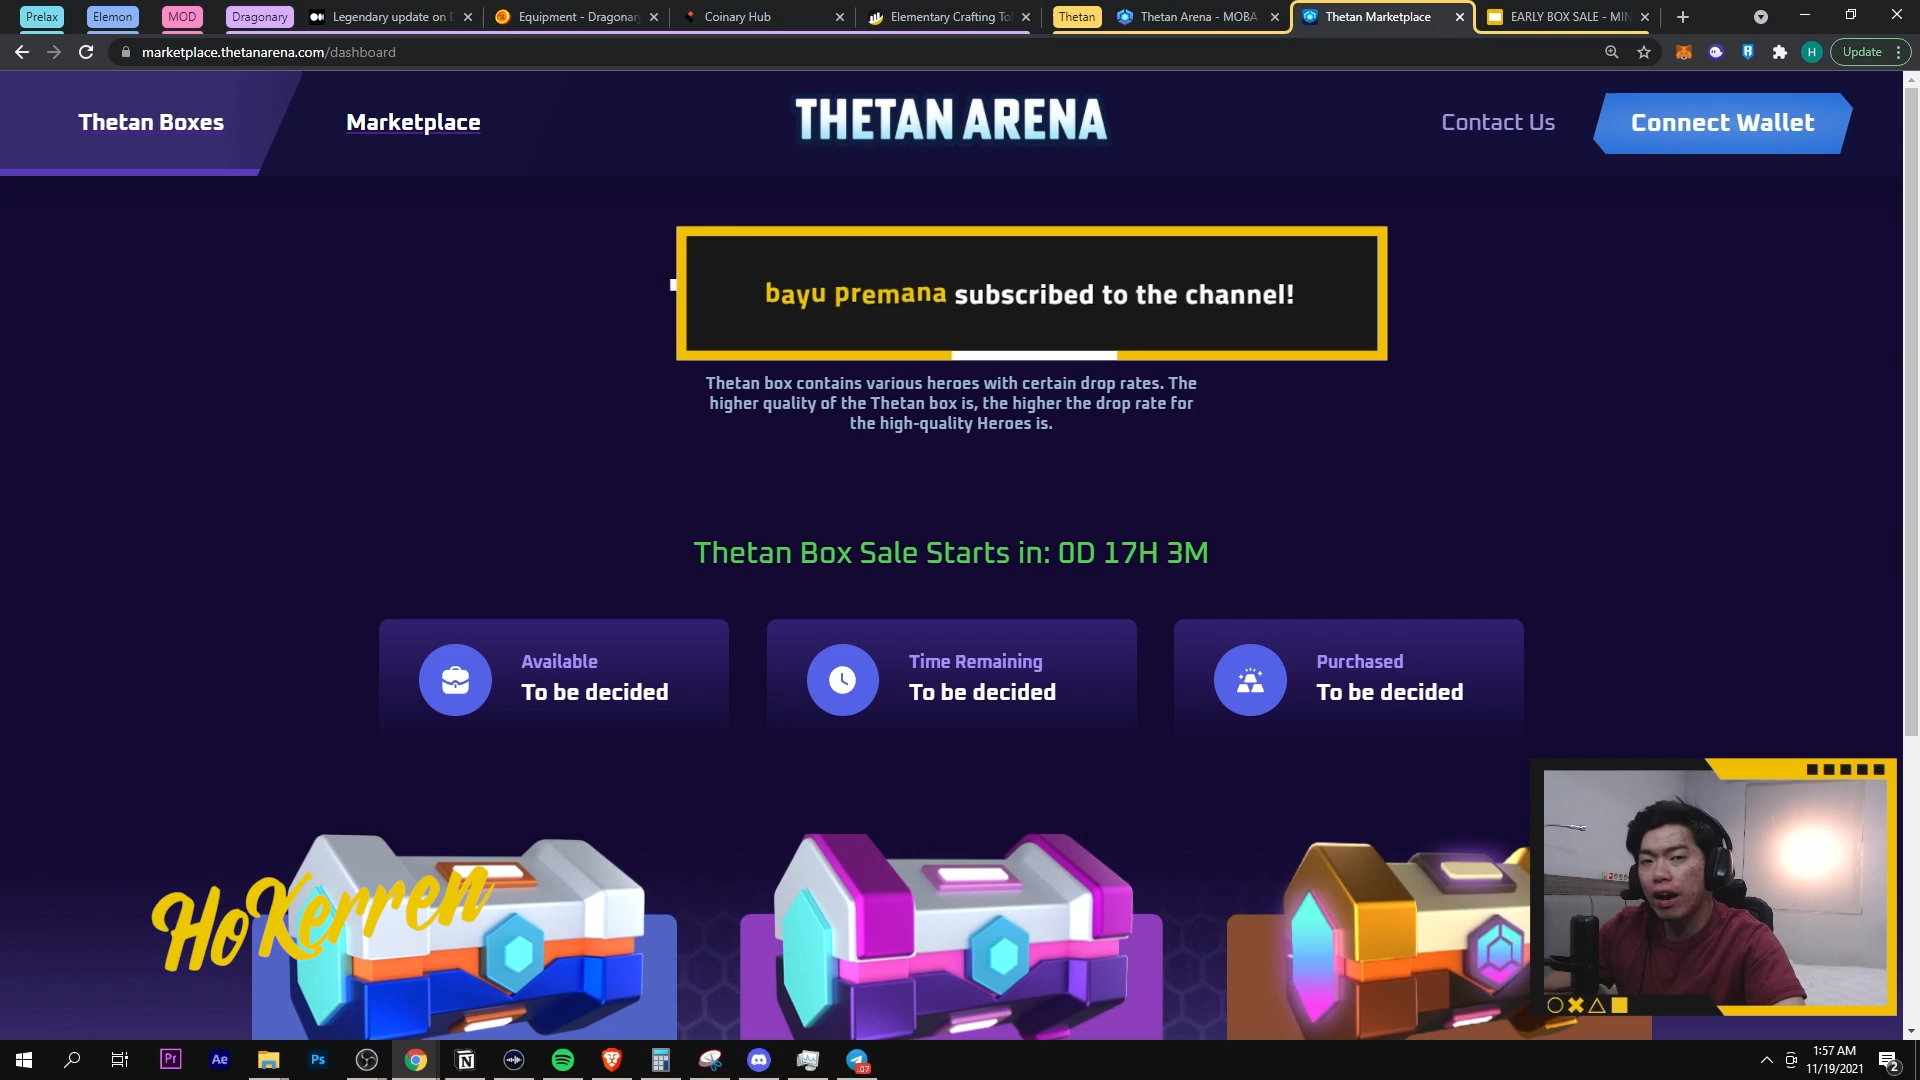 Prelax
Elemon
MOD
Dragonary
Legendary update on D
Equipment - Dragonar
Coinary Hub
Elementary Crafting To
Thetan
Thetan Arena - MOBA
Thetan Marketplace
EARLY BOX SALE - MIN
marketplace.thetanarena.com/dashboard
H
Update
Thetan Boxes
Marketplace
THETAN ARENA
Contact Us
Connect Wallet
bayu premana subscribed to the channel!
Thetan box contains various heroes with certain drop rates. The
higher quality of the Thetan box is, the higher the drop rate for
the high-quality Heroes is.
Thetan Box Sale Starts in: 0D 17H 3M
Available
To be decided
Time Remaining
To be decided
Purchased
To be decided
HoKerren
Pr
Ae
Ps
1:57 AM
11/19/2021
2